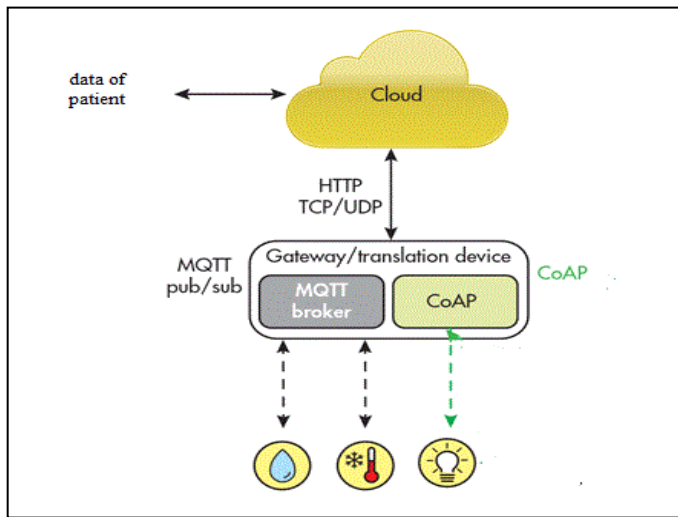 data of
patient
Cloud
HTTP
TCP/UDP
MQTT
pub/sub
Gateway/translation device
MQTT
broker
CoAP
CoAP